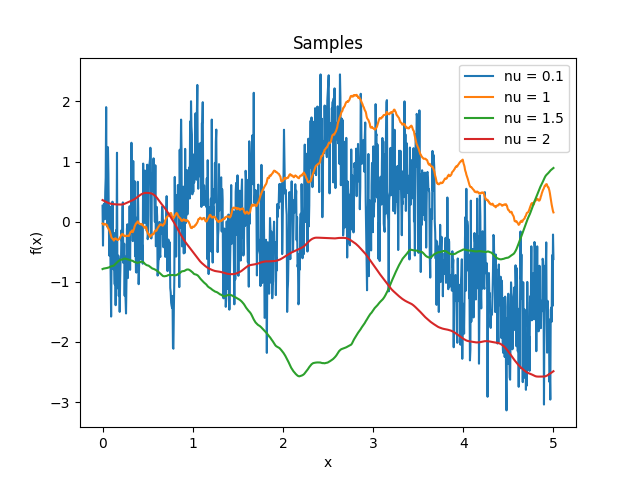 Samples
nu = 0.1
nu = 1
nu = 1.5
nu = 2
f(x)
2
1
0
−1
−2
−3
0 1 2 3 4 5
x